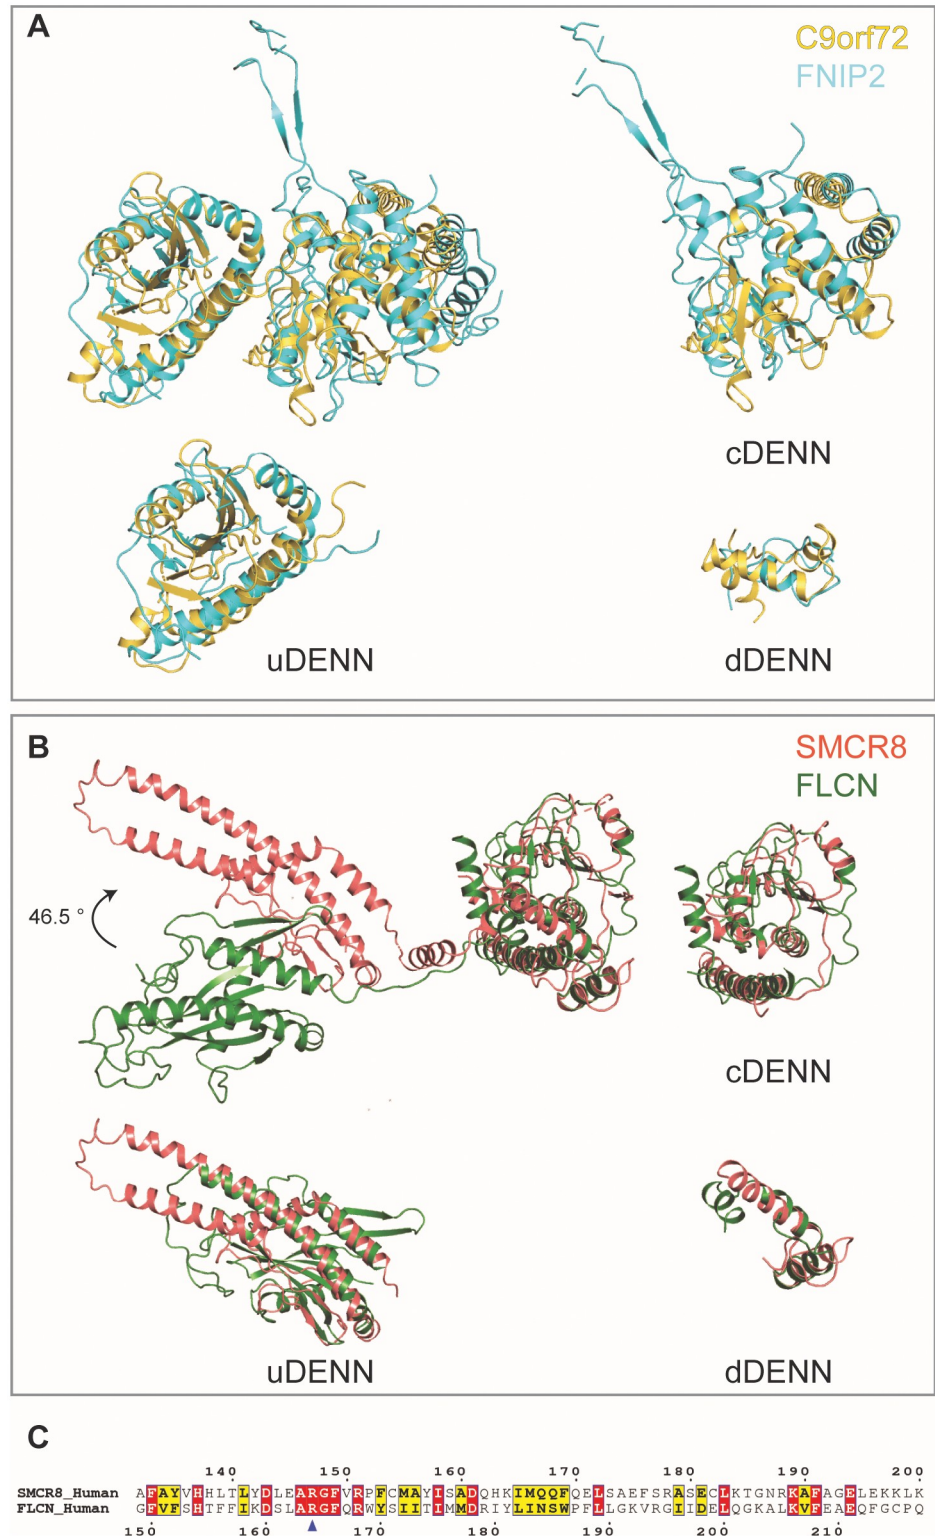 A
C9orf72
FNIP2
cDENN
uDENN
dDENN
B
SMCR8
FLCN
46.5 °
cDENN
uDENN
dDENN
C
140 150 160 170 180 190 200
SMCR8_Human AFAYVHHLTLYDLEARGFVRPFCMAYISADQHKIMQQFQELSAEFSRASECLKTGNRKAFAGELEKKLK
FLCN_Human GFVFSHTFFIKDSLARGFQRWYSIITIMMDRIYLINSWPFLLGKVRGIIDELQGKALKVFEAEQFGCPQ
150 160 170 180 190 200 210